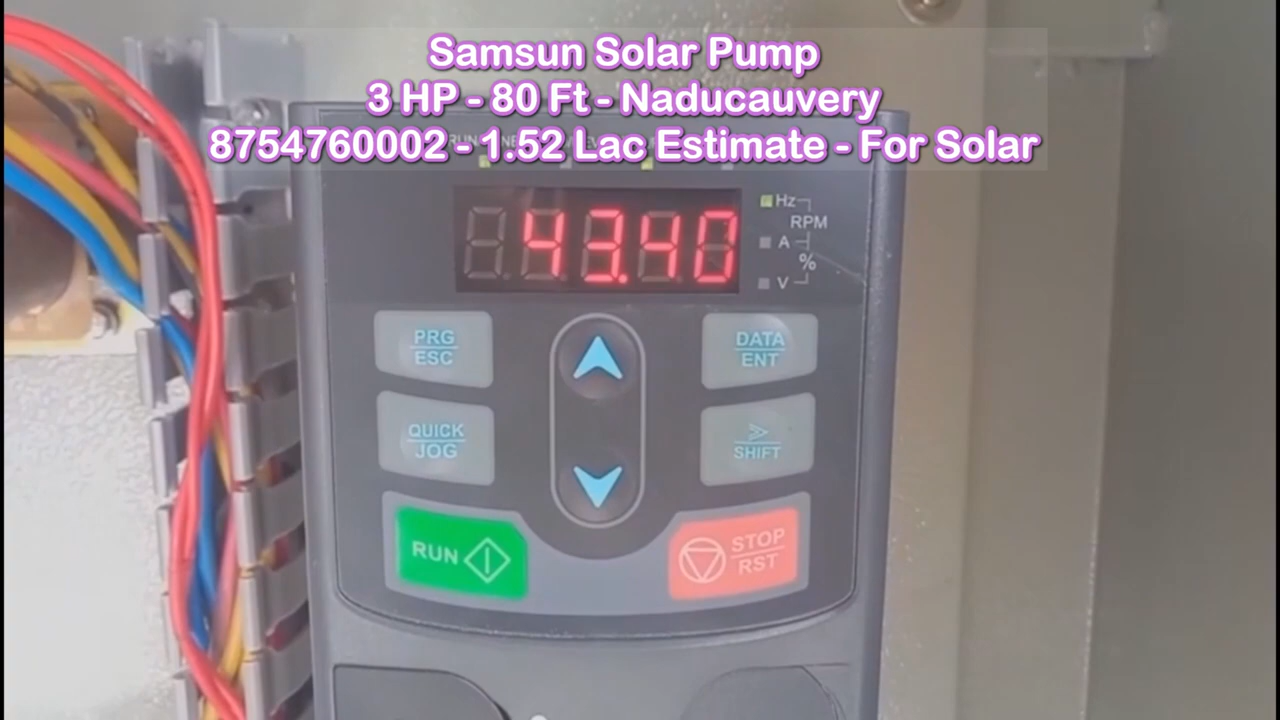 Samsun Solar Pump
3 HP - 80 Ft - Naducauvery
8754760002 - 1.52 Lac Estimate - For Solar
RUN
43.40
Hz
RPM
A
%
V
PRG
ESC
DATA
ENT
QUICK
JOG
SHIFT
RUN
STOP
RST